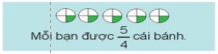 Mỗi bạn được 5/4 cái bánh.